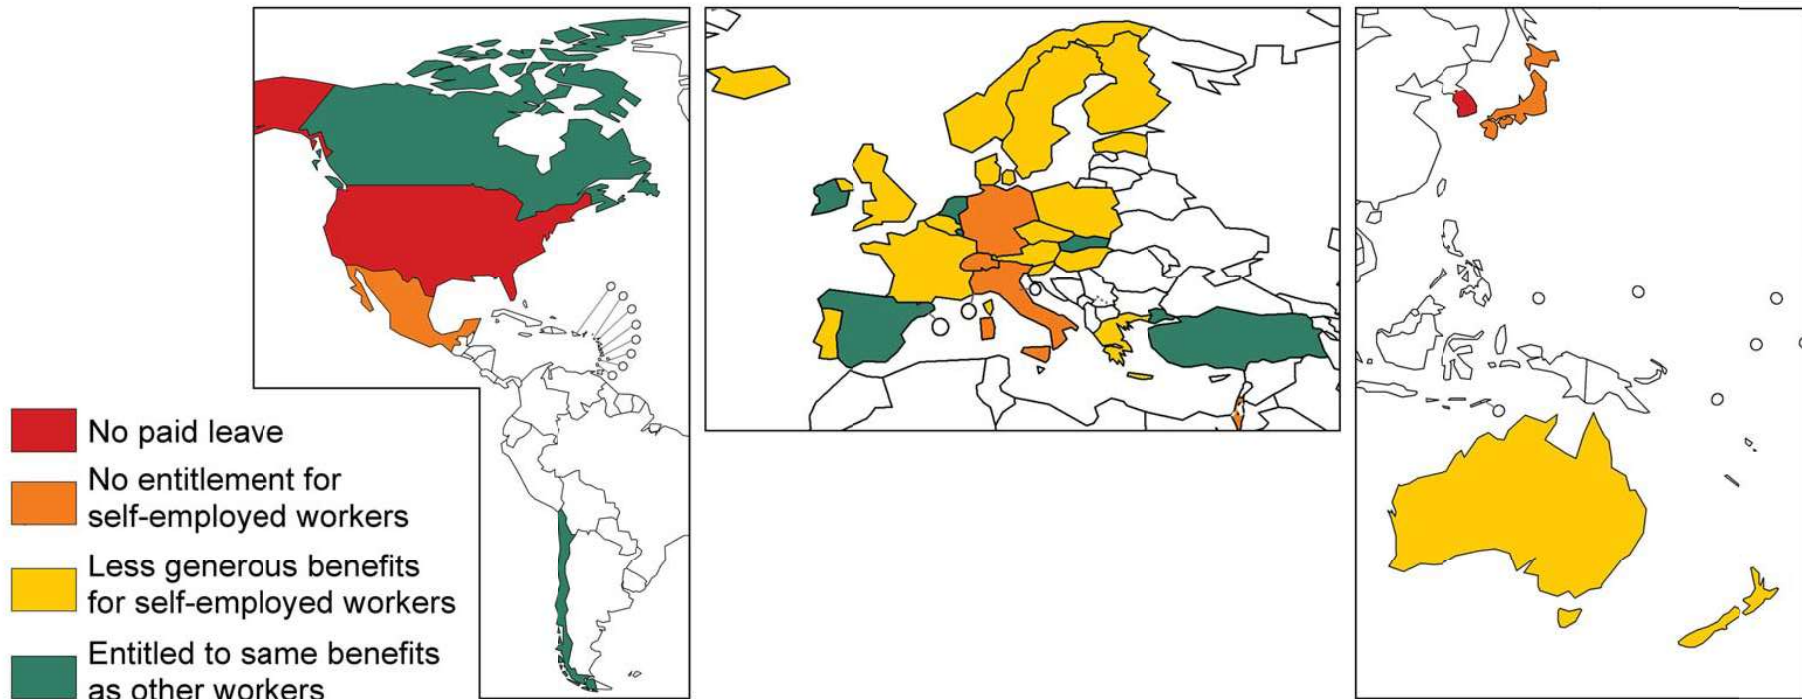 No paid leave
No entitlement for
self-employed workers
Less generous benefits
for self-employed workers
Entitled to same benefits
as other workers